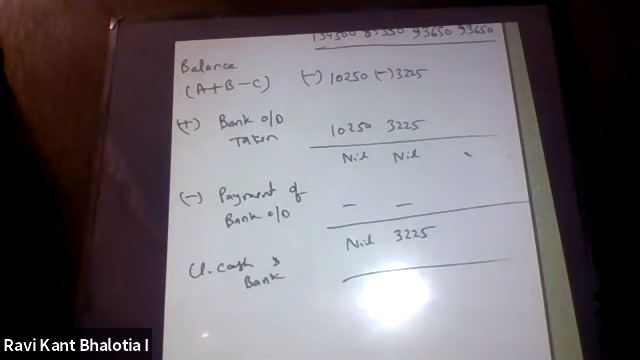 134500 85550 93650 93650
Balance
(A+B-C) (-) 10250 (-) 3225
(+) Bank o/D
Taken 10250 3225
Nil Nil
(-) Payment of
Bank o/D — —
Cl. Cash &
Bank Nil 3225
Ravi Kant Bhalotia I